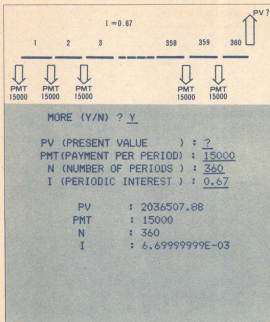 PV ?
I = 0.67
1 2 3 358 359 360
PMT PMT PMT PMT PMT
15000 15000 15000 15000 15000
MORE (Y/N) ? Y
PV (PRESENT VALUE ) : ?
PMT(PAYMENT PER PERIOD) : 15000
N (NUMBER OF PERIODS ) : 360
I (PERIODIC INTEREST ) : 0.67
PV : 2036507.88
PMT : 15000
N : 360
I : 6.69999999E-03